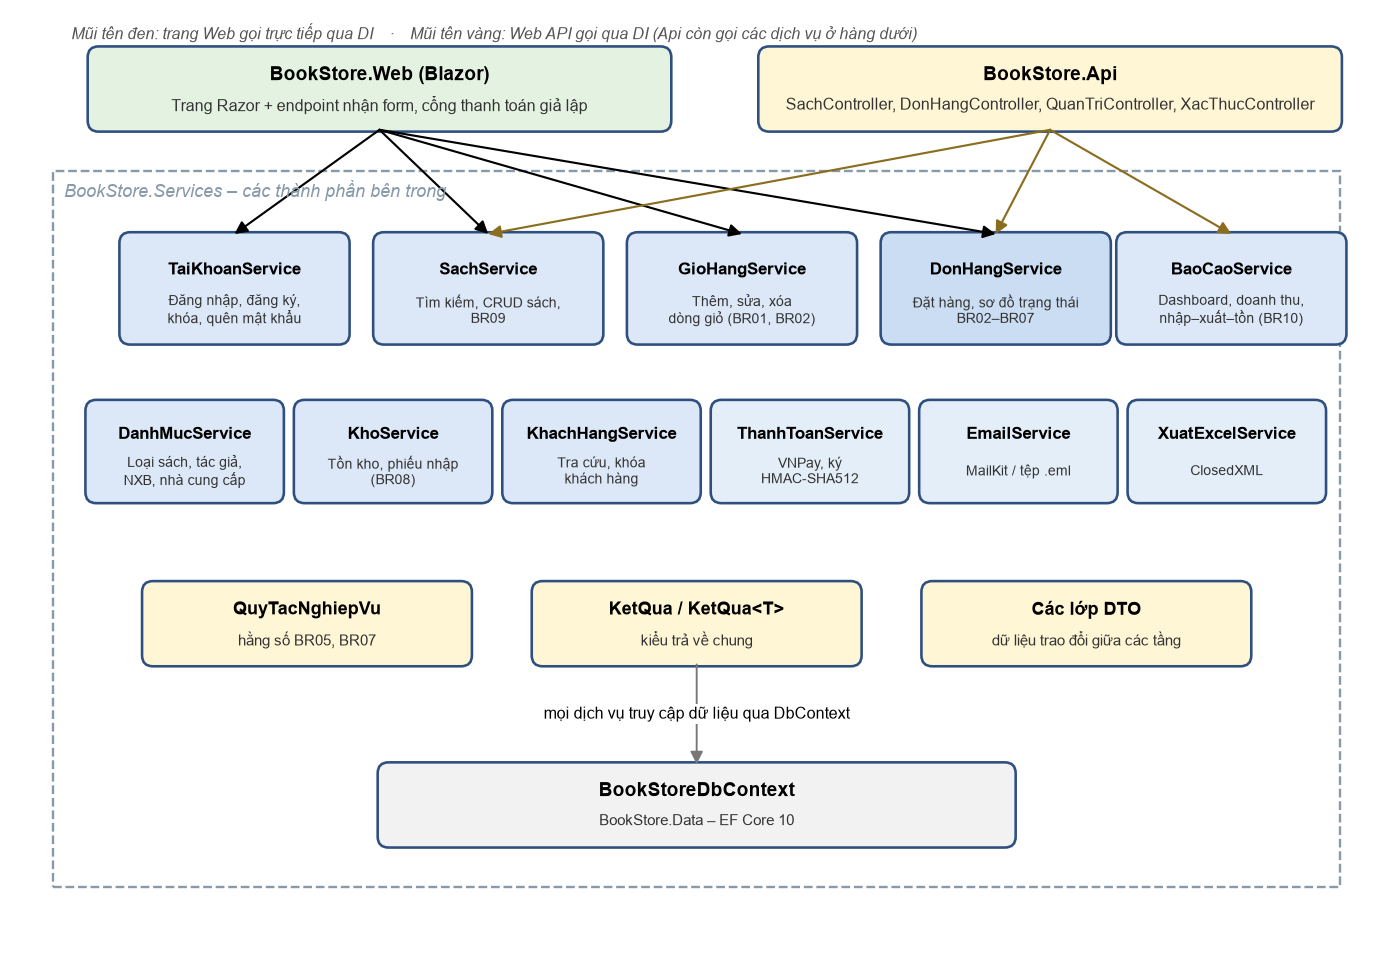 Mũi tên đen: trang Web gọi trực tiếp qua DI · Mũi tên vàng: Web API gọi qua DI (Api còn gọi các dịch vụ ở hàng dưới)
BookStore.Web (Blazor)
Trang Razor + endpoint nhận form, cổng thanh toán giả lập
BookStore.Api
SachController, DonHangController, QuanTriController, XacThucController
BookStore.Services – các thành phần bên trong
TaiKhoanService
Đăng nhập, đăng ký,
khóa, quên mật khẩu
SachService
Tìm kiếm, CRUD sách,
BR09
GioHangService
Thêm, sửa, xóa
dòng giỏ (BR01, BR02)
DonHangService
Đặt hàng, sơ đồ trạng thái
BR02–BR07
BaoCaoService
Dashboard, doanh thu,
nhập–xuất–tồn (BR10)
DanhMucService
Loại sách, tác giả,
NXB, nhà cung cấp
KhoService
Tồn kho, phiếu nhập
(BR08)
KhachHangService
Tra cứu, khóa
khách hàng
ThanhToanService
VNPay, ký
HMAC-SHA512
EmailService
MailKit / tệp .eml
XuatExcelService
ClosedXML
QuyTacNghiepVu
hằng số BR05, BR07
KetQua / KetQua<T>
kiểu trả về chung
Các lớp DTO
dữ liệu trao đổi giữa các tầng
mọi dịch vụ truy cập dữ liệu qua DbContext
BookStoreDbContext
BookStore.Data – EF Core 10